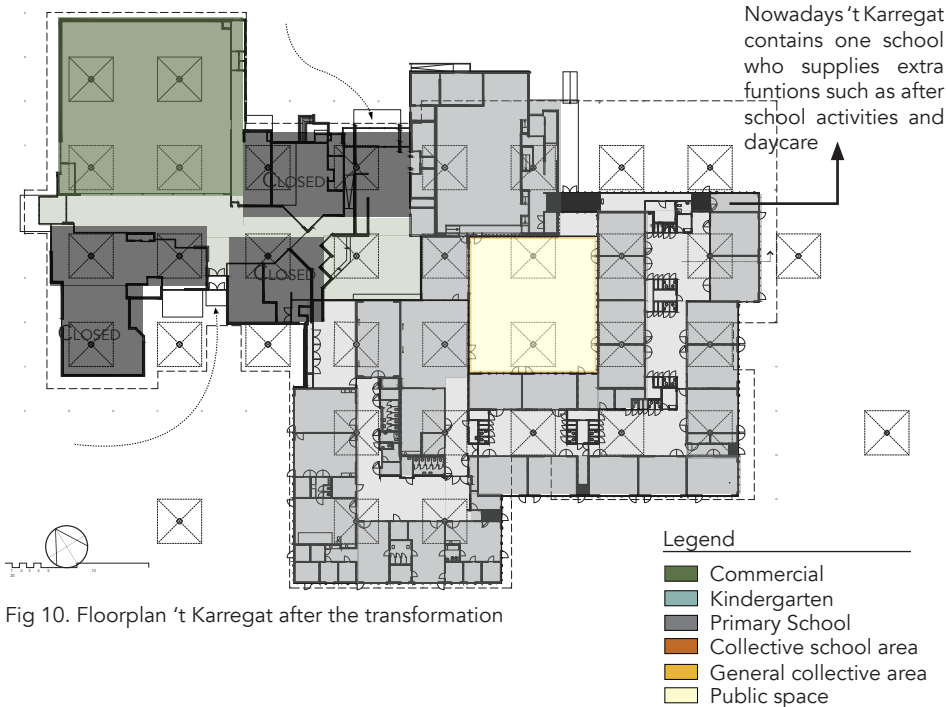 Nowadays ‘t Karregat
contains one school
who supplies extra
funtions such as after
school activities and
daycare
CLOSED
CLOSED
CLOSED
Fig 10. Floorplan ‘t Karregat after the transformation
Legend
Commercial
Kindergarten
Primary School
Collective school area
General collective area
Public space